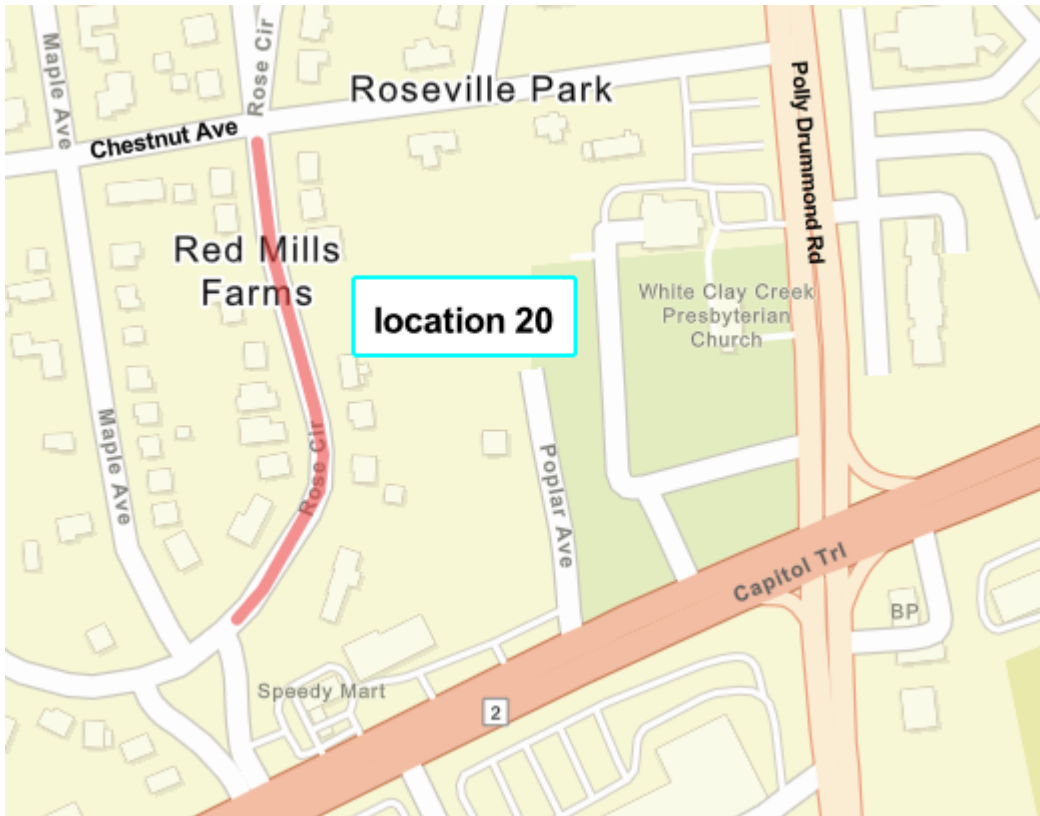 Maple Ave
Rose Cir
Polly Drummond Rd
Roseville Park
Chestnut Ave
Red Mills
Farms
location 20
White Clay Creek
Presbyterian
Church
Maple Ave
Rose Cir
Poplar Ave
Capitol Trl
BP
Speedy Mart
2